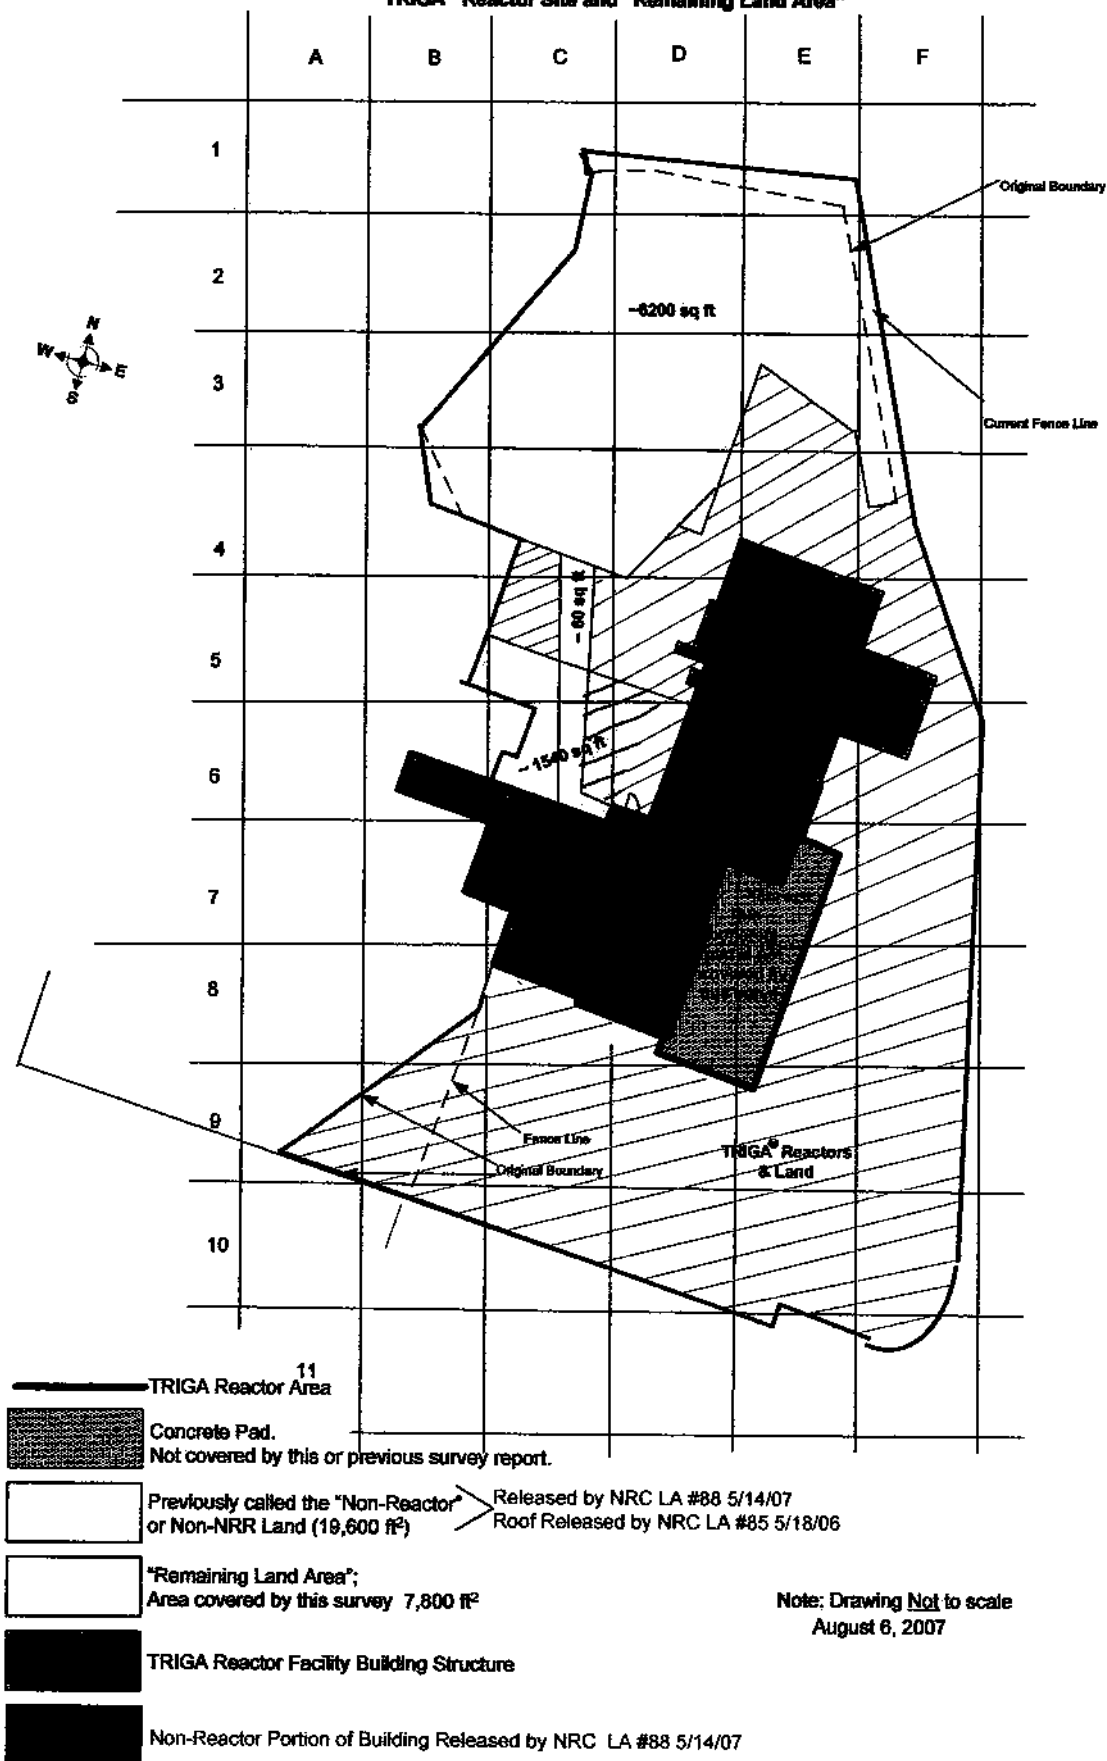 TRIGA® Reactor Site and "Remaining Land Area"
A B C D E F
1
Original Boundary
2
~6200 sq ft
N
W E
S
3
Current Fence Line
4
~ 60 sq ft
5
6
~ 1540 sq ft
7
8
9
Fence Line
TRIGA® Reactors
& Land
Original Boundary
10
11
TRIGA Reactor Area
Concrete Pad.
Not covered by this or previous survey report.
Previously called the "Non-Reactor"
or Non-NRR Land (19,600 ft²)
Released by NRC LA #88 5/14/07
Roof Released by NRC LA #85 5/18/06
"Remaining Land Area";
Area covered by this survey 7,800 ft²
Note: Drawing Not to scale
August 6, 2007
TRIGA Reactor Facility Building Structure
Non-Reactor Portion of Building Released by NRC LA #88 5/14/07